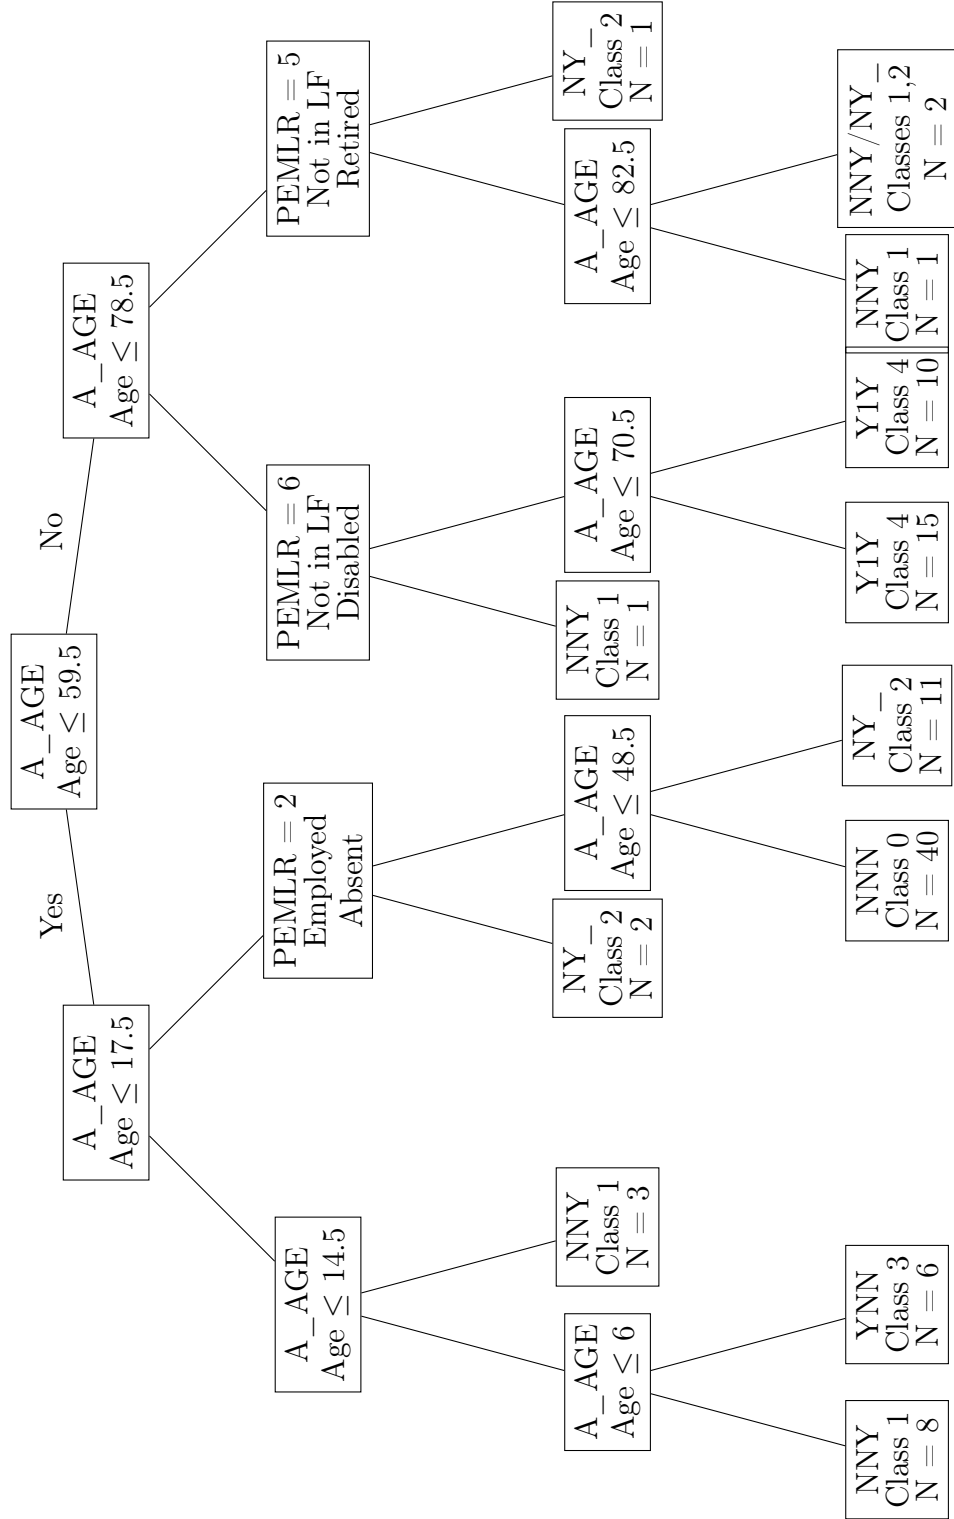 A_AGE
Age ≤ 59.5
Yes
No
A_AGE
Age ≤ 17.5
A_AGE
Age ≤ 78.5
A_AGE
Age ≤ 14.5
PEMLR = 2
Employed
Absent
PEMLR = 6
Not in LF
Disabled
PEMLR = 5
Not in LF
Retired
A_AGE
Age ≤ 6
NNY
Class 1
N = 3
NY_
Class 2
N = 2
A_AGE
Age ≤ 48.5
NNY
Class 1
N = 1
A_AGE
Age ≤ 70.5
A_AGE
Age ≤ 82.5
NY_
Class 2
N = 1
NNY
Class 1
N = 8
YNN
Class 3
N = 6
NNN
Class 0
N = 40
NY_
Class 2
N = 11
Y1Y
Class 4
N = 15
Y1Y
Class 4
N = 10
NNY
Class 1
N = 1
NNY/NY_
Classes 1,2
N = 2